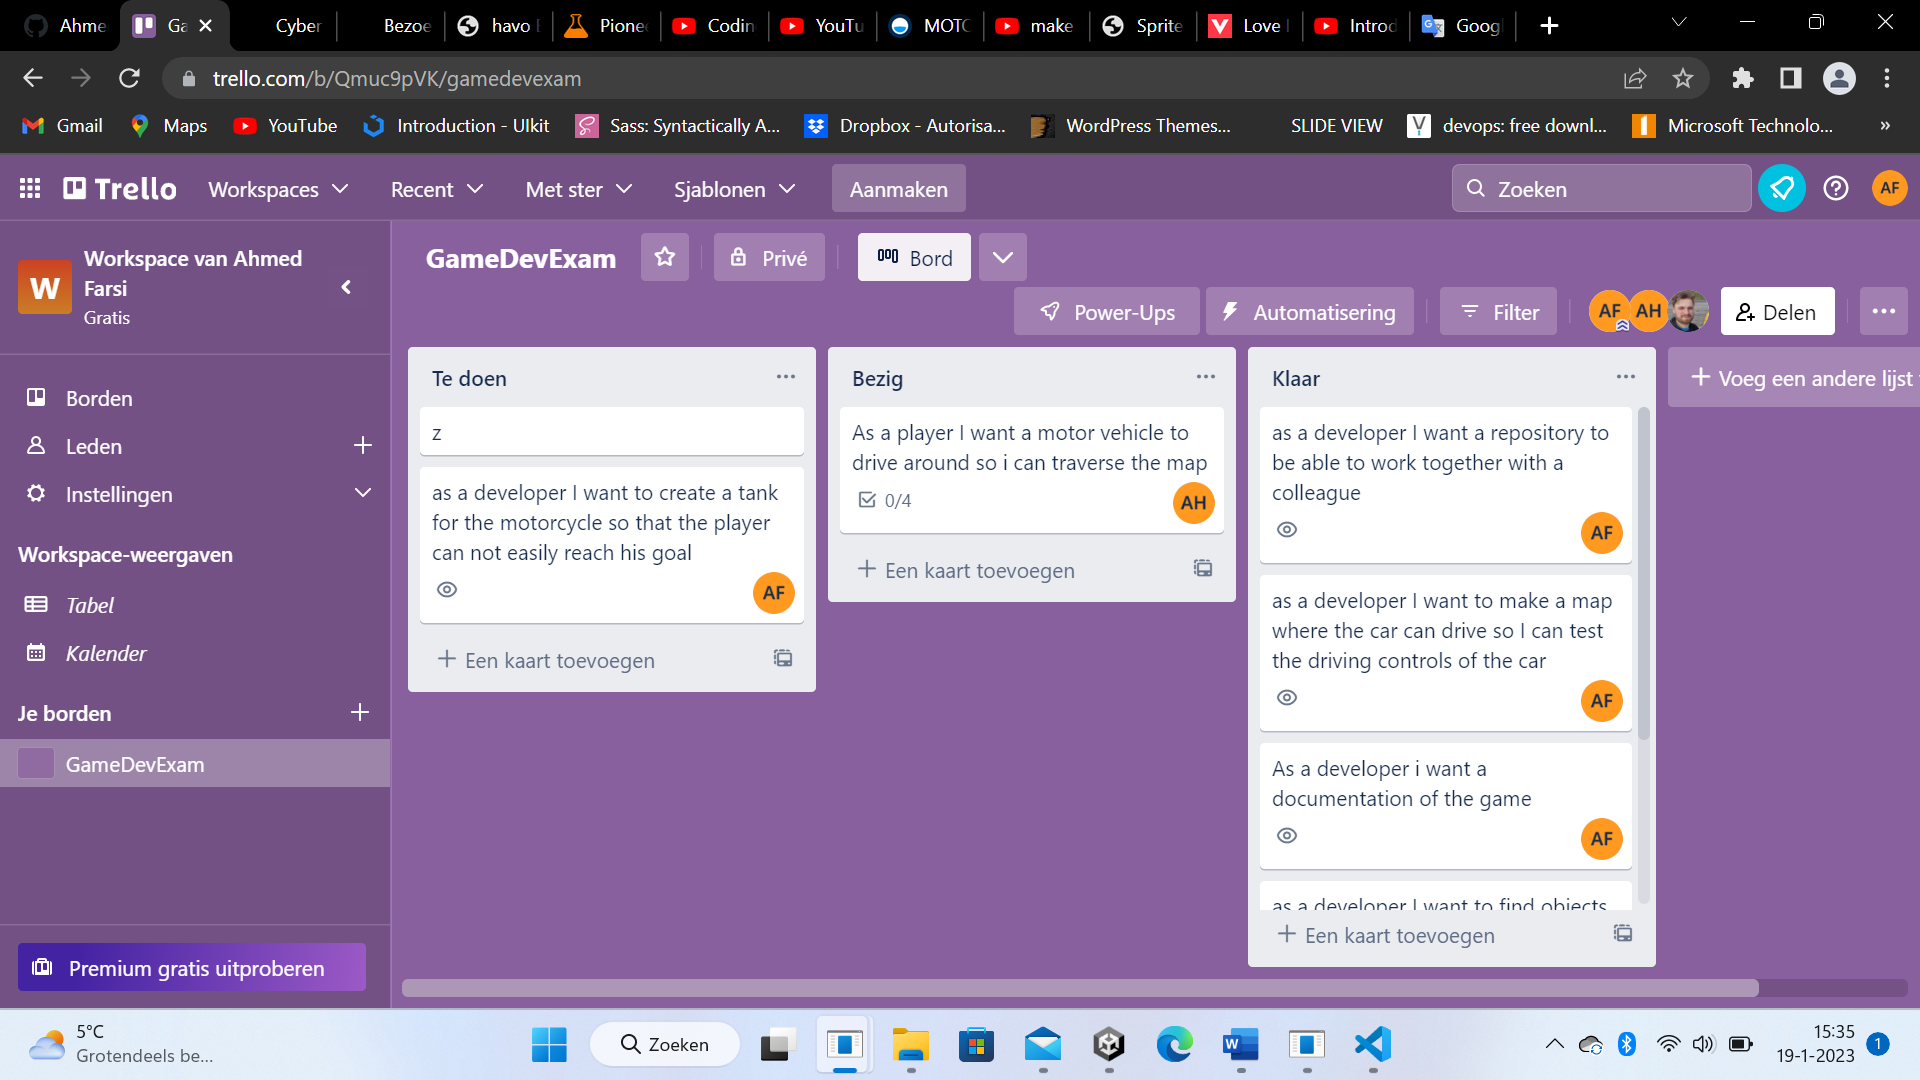 Ahme
Ga
Cyber
Bezoe
havo
Pione
Codin
YouTu
MOTO
make
Sprite
Love
Introd
Goog
trello.com/b/Qmuc9pVK/gamedevexam
Gmail
Maps
YouTube
Introduction - UIkit
Sass: Syntactically A...
Dropbox - Autorisa...
WordPress Themes...
SLIDE VIEW
devops: free downl...
Microsoft Technolo...
»
Trello
Workspaces
Recent
Met ster
Sjablonen
Aanmaken
Zoeken
AF
W
Workspace van Ahmed
Farsi
Gratis
GameDevExam
Privé
Bord
Power-Ups
Automatisering
Filter
AF
AH
Delen
Borden
Leden
Instellingen
Workspace-weergaven
Tabel
Kalender
Je borden
GameDevExam
Premium gratis uitproberen
Te doen
z
as a developer I want to create a tank
for the motorcycle so that the player
can not easily reach his goal
AF
Een kaart toevoegen
Bezig
As a player I want a motor vehicle to
drive around so i can traverse the map
0/4
AH
Een kaart toevoegen
Klaar
as a developer I want a repository to
be able to work together with a
colleague
AF
as a developer I want to make a map
where the car can drive so I can test
the driving controls of the car
AF
As a developer i want a
documentation of the game
AF
as a developer I want to find objects
Een kaart toevoegen
Voeg een andere lijst
5°C
Grotendeels be...
Zoeken
15:35
19-1-2023
1